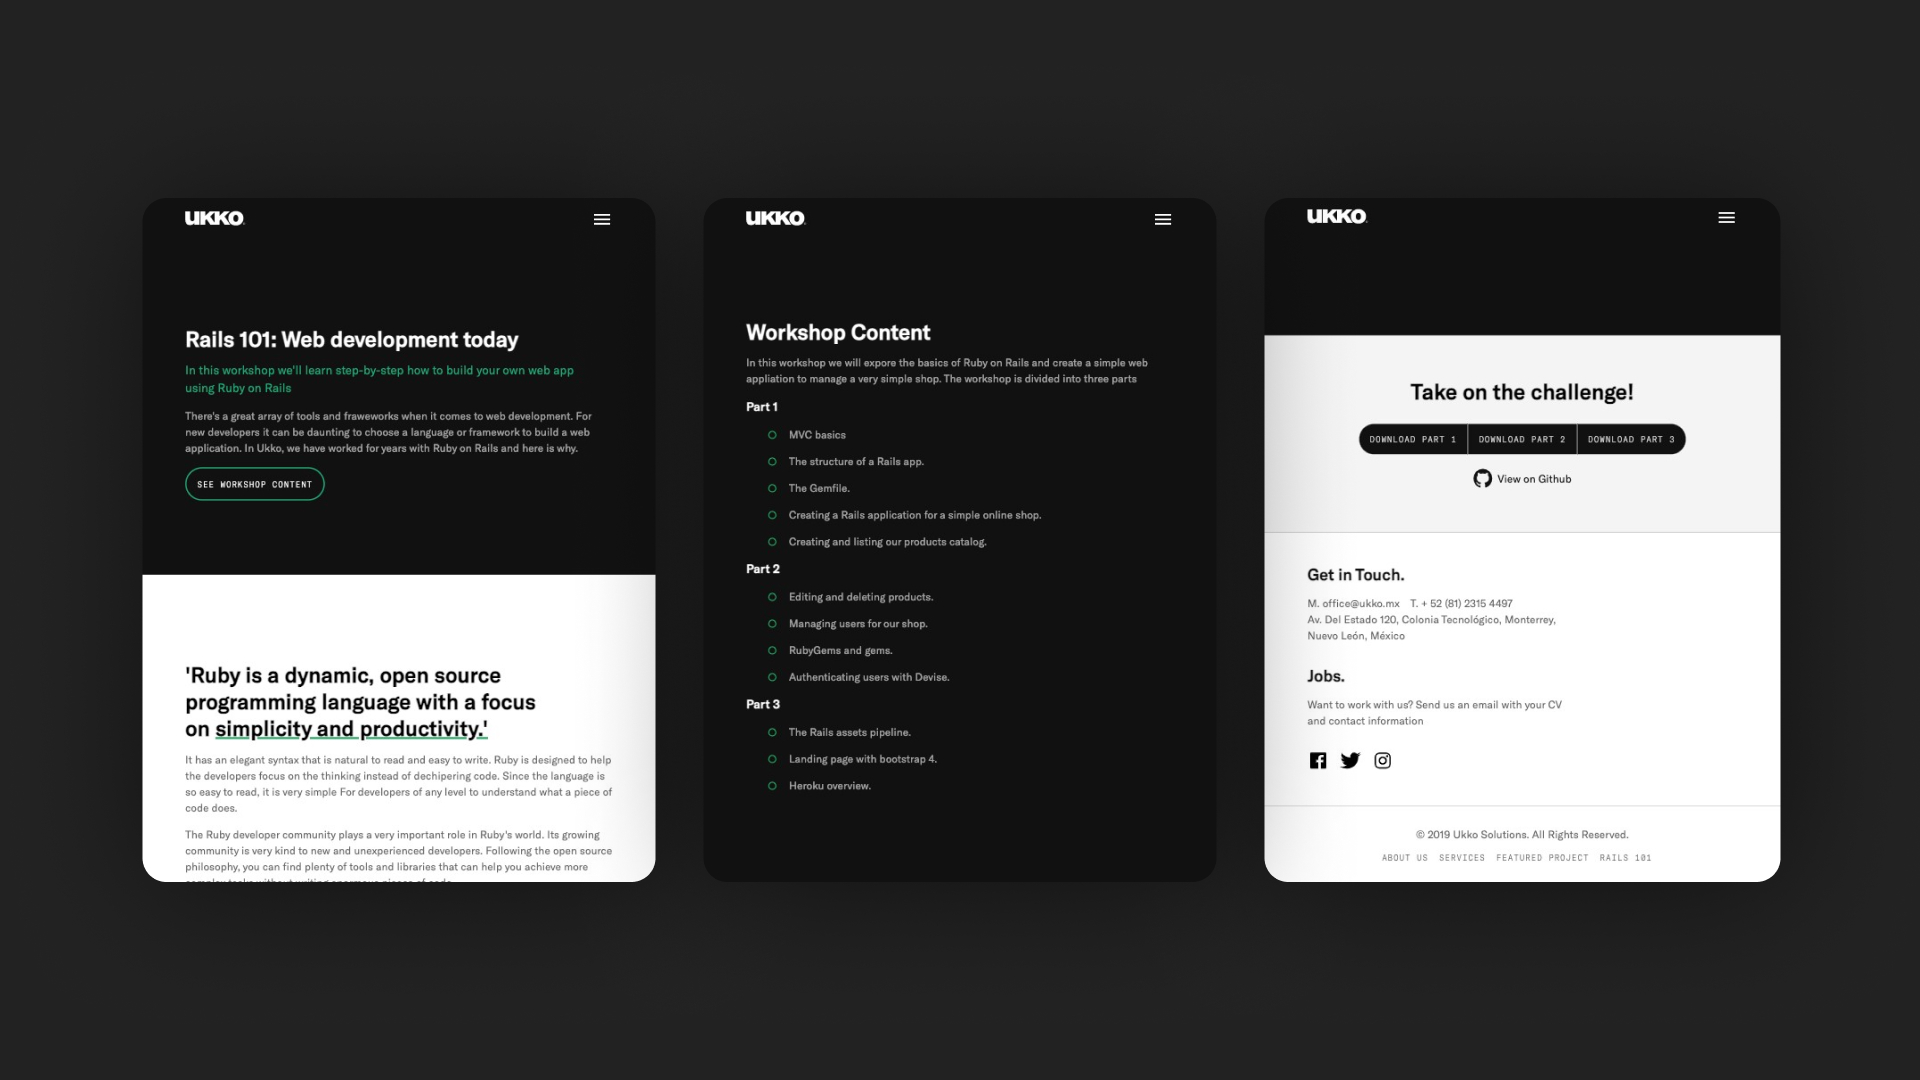 UKKO.
Rails 101: Web development today
In this workshop we'll learn step-by-step how to build your own web app
using Ruby on Rails
There's a great array of tools and fraweworks when it comes to web development. For
new developers it can be daunting to choose a language or framework to build a web
application. In Ukko, we have worked for years with Ruby on Rails and here is why.
SEE WORKSHOP CONTENT
'Ruby is a dynamic, open source
programming language with a focus
on simplicity and productivity.'
It has an elegant syntax that is natural to read and easy to write. Ruby is designed to help
the developers focus on the thinking instead of dechipering code. Since the language is
so easy to read, it is very simple For developers of any level to understand what a piece of
code does.
The Ruby developer community plays a very important role in Ruby's world. Its growing
community is very kind to new and unexperienced developers. Following the open source
philosophy, you can find plenty of tools and libraries that can help you achieve more
UKKO.
Workshop Content
In this workshop we will expore the basics of Ruby on Rails and create a simple web
appliation to manage a very simple shop. The workshop is divided into three parts
Part 1
MVC basics
The structure of a Rails app.
The Gemfile.
Creating a Rails application for a simple online shop.
Creating and listing our products catalog.
Part 2
Editing and deleting products.
Managing users for our shop.
RubyGems and gems.
Authenticating users with Devise.
Part 3
The Rails assets pipeline.
Landing page with bootstrap 4.
Heroku overview.
UKKO.
Take on the challenge!
DOWNLOAD PART 1 DOWNLOAD PART 2 DOWNLOAD PART 3
View on Github
Get in Touch.
M. office@ukko.mx T. + 52 (81) 2315 4497
Av. Del Estado 120, Colonia Tecnológico, Monterrey,
Nuevo León, México
Jobs.
Want to work with us? Send us an email with your CV
and contact information
© 2019 Ukko Solutions. All Rights Reserved.
ABOUT US SERVICES FEATURED PROJECT RAILS 101